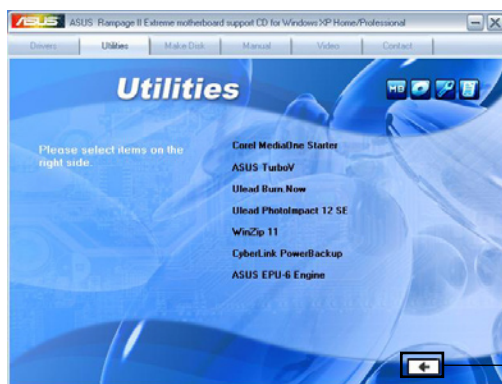 ASUS ASUS Rampage II Extreme motherboard support CD for Windows XP Home/Professional
Drivers Utilities Make Disk Manual Video Contact
Utilities
MB
Please select items on the
right side.
Corel MediaOne Starter
ASUS TurboV
Ulead Burn.Now
Ulead PhotoImpact 12 SE
WinZip 11
CyberLink PowerBackup
ASUS EPU-6 Engine